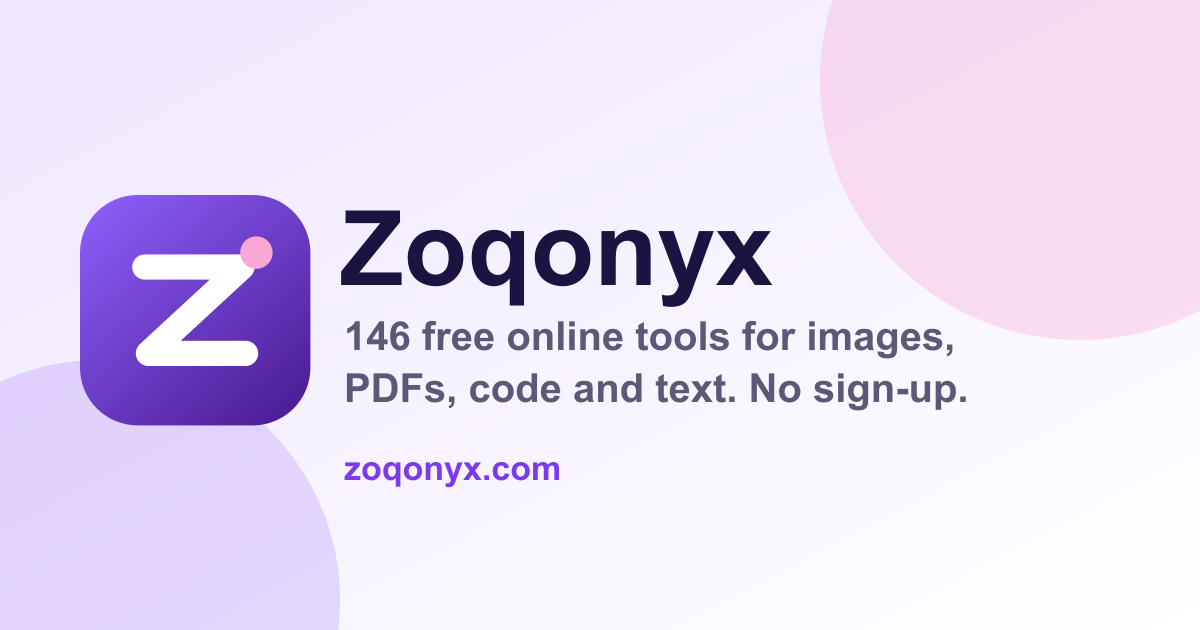 Zoqonyx
146 free online tools for images,
PDFs, code and text. No sign-up.
zoqonyx.com